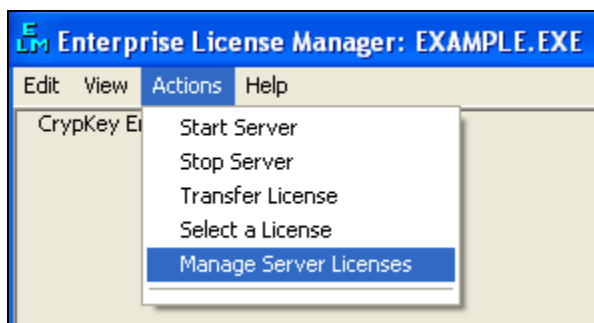 ELM Enterprise License Manager: EXAMPLE.EXE
Edit View Actions Help
CrypKey
Start Server
Stop Server
Transfer License
Select a License
Manage Server Licenses